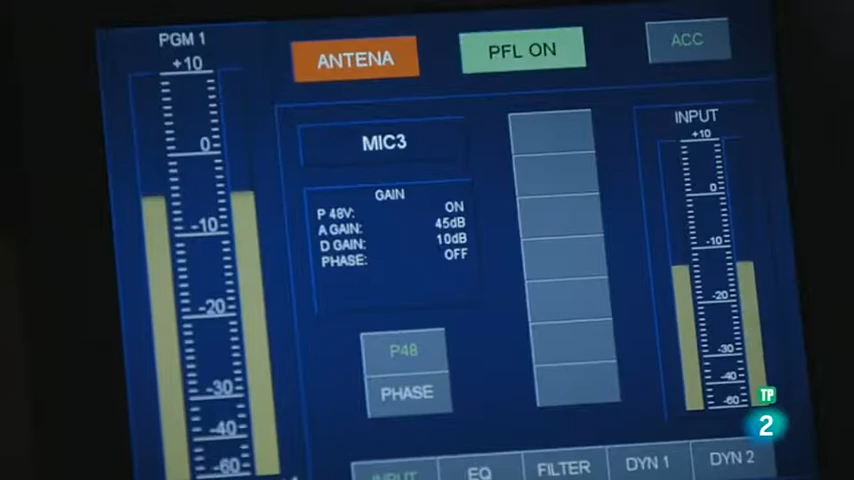 PGM 1
+10
0
-10
-20
-30
-40
-60
ANTENA
PFL ON
ACC
MIC3
GAIN
P 48V: ON
A GAIN: 45dB
D GAIN: 10dB
PHASE: OFF
P48
PHASE
INPUT
+10
0
-10
-20
-30
-40
-60
INPUT
EQ
FILTER
DYN 1
DYN 2
TP
2